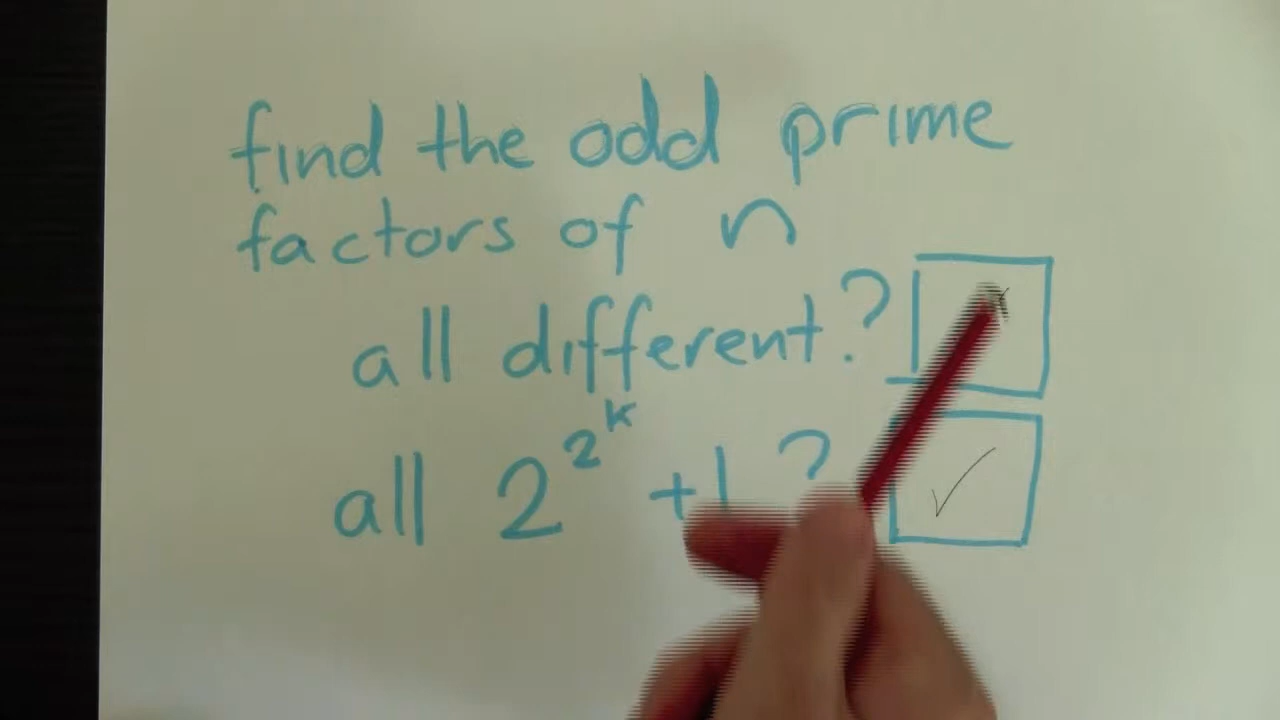 find the odd prime
factors of n
all different?
all 2^2^k +1?